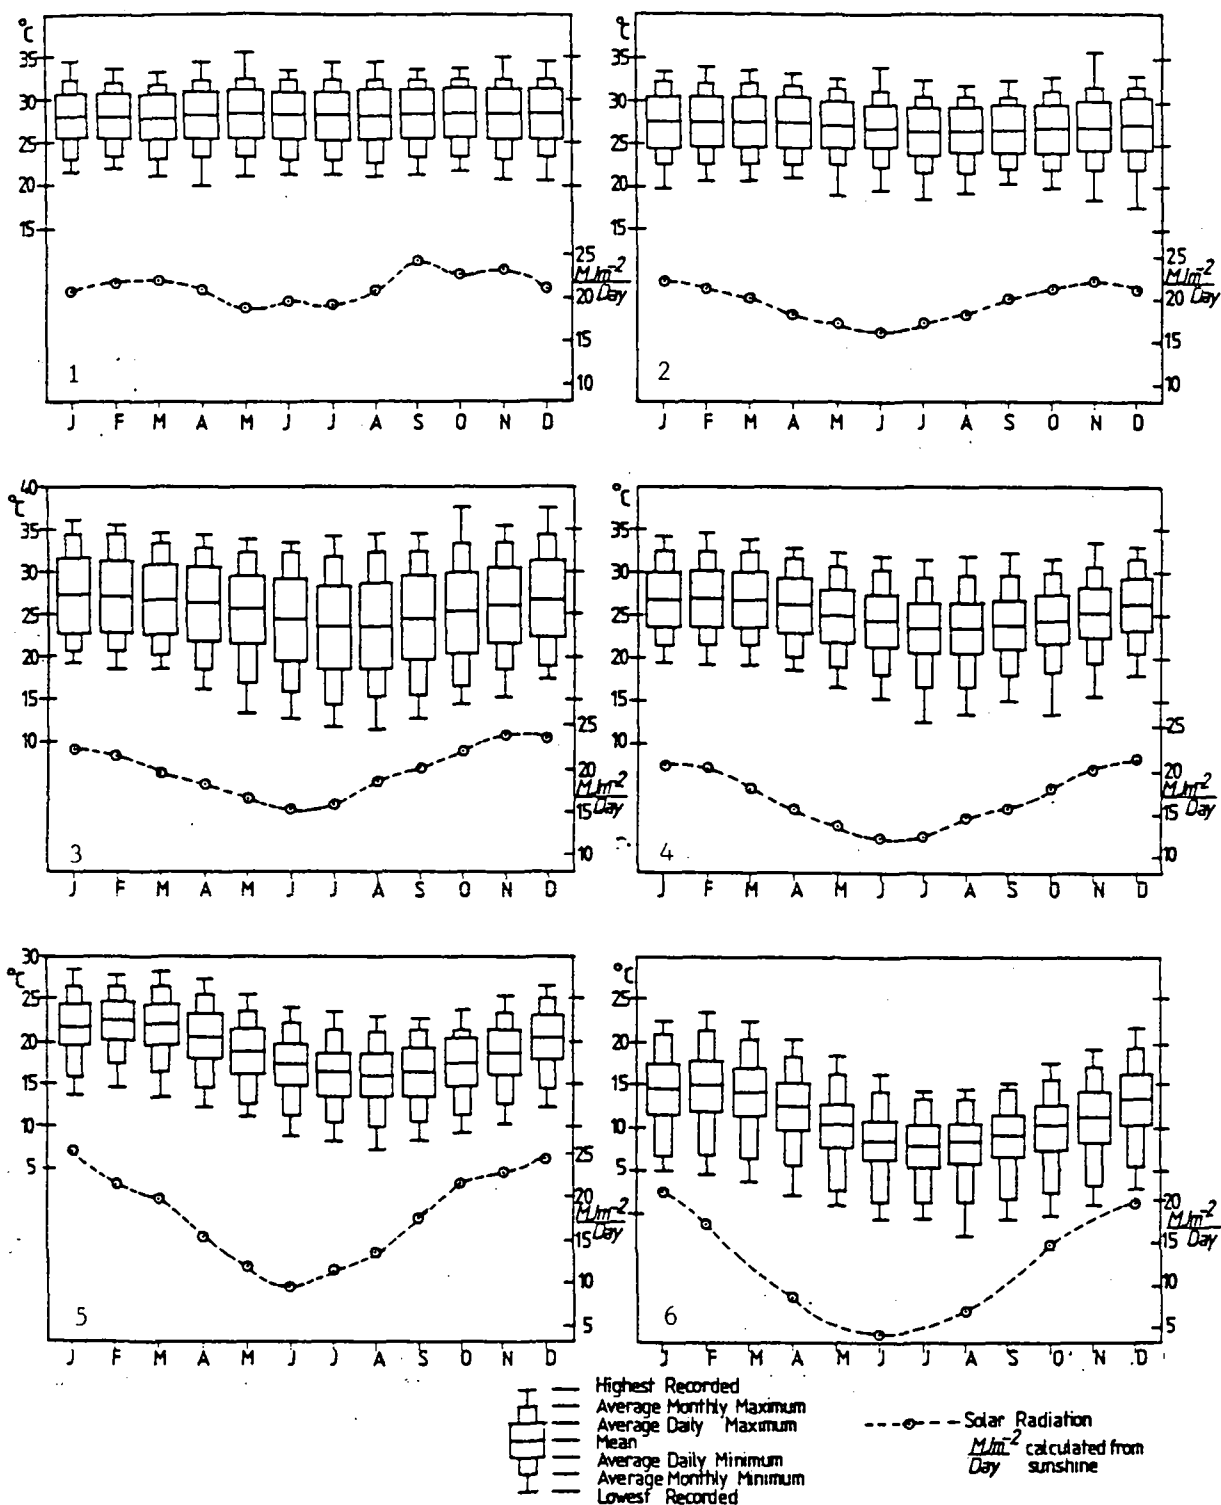 °C
35
30
25
20
15
25
MJm⁻²
20 Day
15
10
1
J F M A M J J A S O N D
°C
35
30
25
20
15
25
MJm⁻²
20 Day
15
10
2
J F M A M J J A S O N D
40
°C
35
30
25
20
15
10
25
20
MJm⁻²
15 Day
10
3
J F M A M J J A S O N D
°C
35
30
25
20
15
10
25
20
MJm⁻²
15 Day
10
4
J F M A M J J A S O N D
30
°C
25
20
15
10
5
25
20
MJm⁻²
15 Day
10
5
5
J F M A M J J A S O N D
°C
25
20
15
10
5
20
MJm⁻²
15 Day
10
5
6
J F M A M J J A S O N D
Highest Recorded
Average Monthly Maximum
Average Daily Maximum
Mean
Average Daily Minimum
Average Monthly Minimum
Lowest Recorded
Solar Radiation
MJm⁻² calculated from
Day sunshine